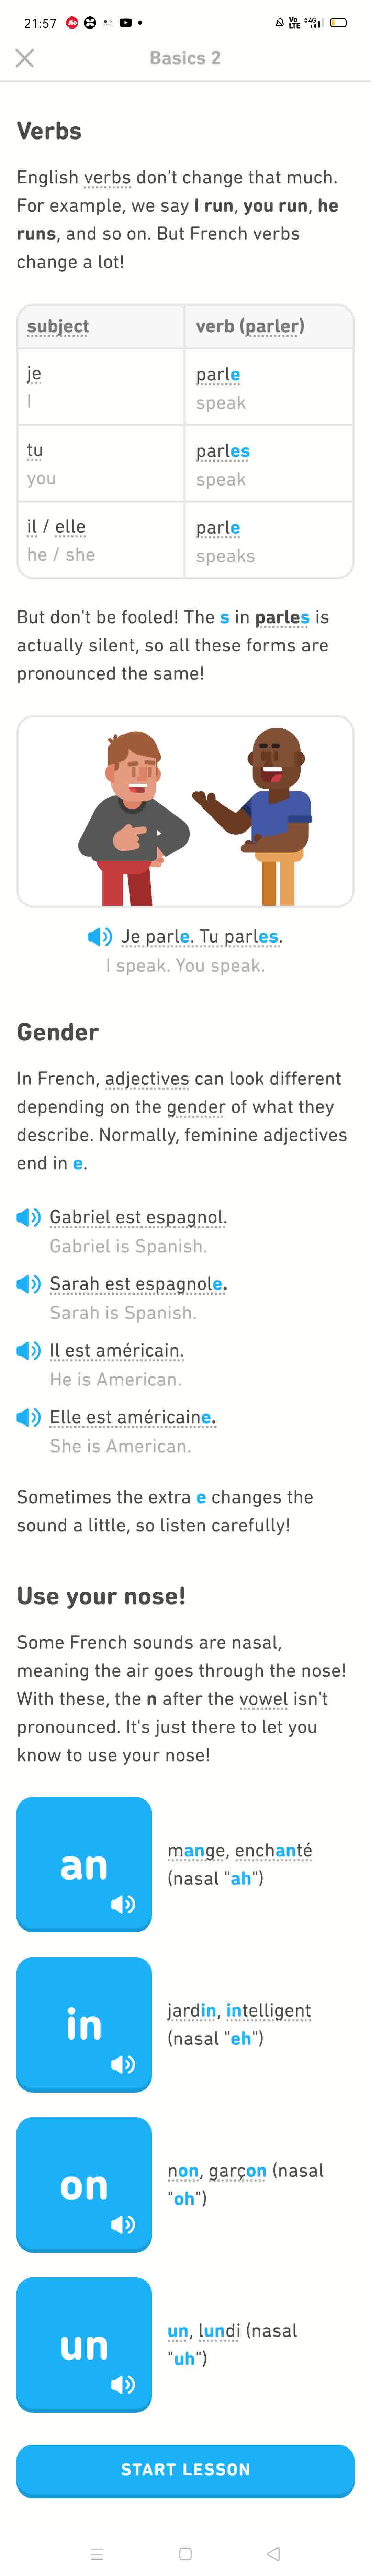 21:57 Jio VoLTE 4G
Basics 2
Verbs
English verbs don't change that much.
For example, we say I run, you run, he
runs, and so on. But French verbs
change a lot!
subject verb (parler)
je parle
I speak
tu parles
you speak
il / elle parle
he / she speaks
But don't be fooled! The s in parles is
actually silent, so all these forms are
pronounced the same!
Je parle. Tu parles.
I speak. You speak.
Gender
In French, adjectives can look different
depending on the gender of what they
describe. Normally, feminine adjectives
end in e.
Gabriel est espagnol.
Gabriel is Spanish.
Sarah est espagnole.
Sarah is Spanish.
Il est américain.
He is American.
Elle est américaine.
She is American.
Sometimes the extra e changes the
sound a little, so listen carefully!
Use your nose!
Some French sounds are nasal,
meaning the air goes through the nose!
With these, the n after the vowel isn't
pronounced. It's just there to let you
know to use your nose!
an
mange, enchanté
(nasal "ah")
in
jardin, intelligent
(nasal "eh")
on
non, garçon (nasal
"oh")
un
un, lundi (nasal
"uh")
START LESSON